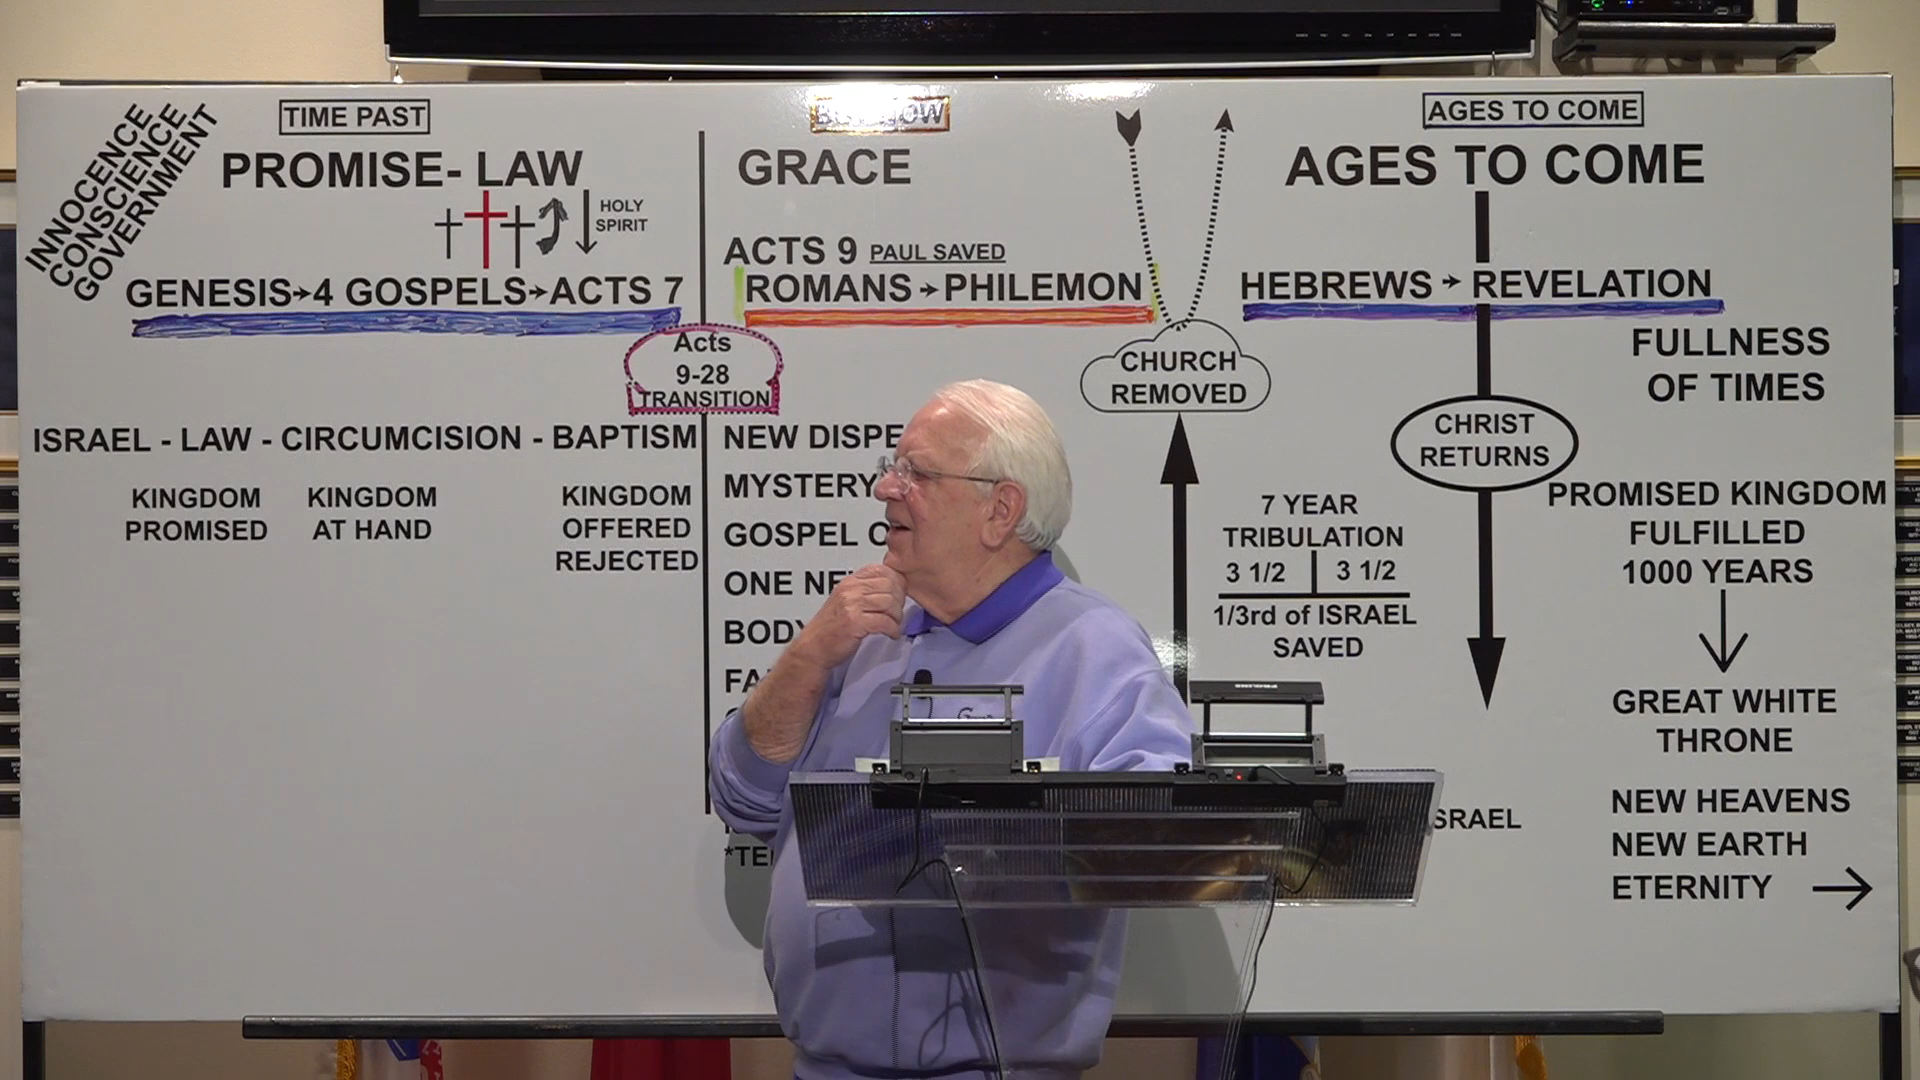 INNOCENCE
CONSCIENCE
GOVERNMENT
TIME PAST
PROMISE- LAW
HOLY
SPIRIT
GENESIS→4 GOSPELS→ACTS 7
Acts
9-28
TRANSITION
ISRAEL - LAW - CIRCUMCISION - BAPTISM
KINGDOM
PROMISED
KINGDOM
AT HAND
KINGDOM
OFFERED
REJECTED
GRACE
ACTS 9 PAUL SAVED
ROMANS→PHILEMON
NEW
MYSTERY
GOSPEL
ONE
BODY
CHURCH
REMOVED
AGES TO COME
AGES TO COME
HEBREWS→REVELATION
FULLNESS
OF TIMES
CHRIST
RETURNS
7 YEAR
TRIBULATION
3 1/2 3 1/2
1/3rd of ISRAEL
SAVED
PROMISED KINGDOM
FULFILLED
1000 YEARS
GREAT WHITE
THRONE
NEW HEAVENS
NEW EARTH
ETERNITY →